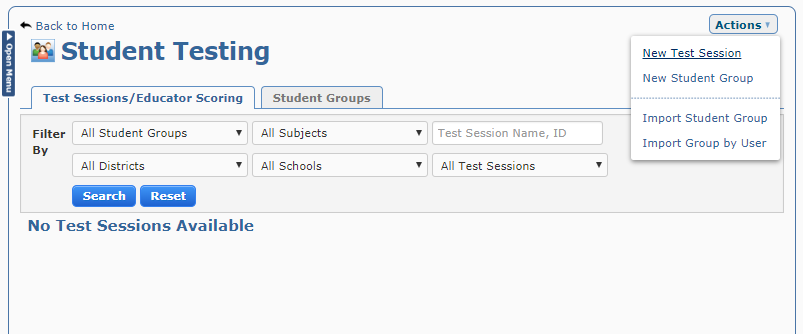 Back to Home
Actions
Open Menu
Student Testing
New Test Session
New Student Group
Test Sessions/Educator Scoring
Student Groups
Import Student Group
Import Group by User
Filter By
All Student Groups
All Subjects
Test Session Name, ID
All Districts
All Schools
All Test Sessions
Search
Reset
No Test Sessions Available